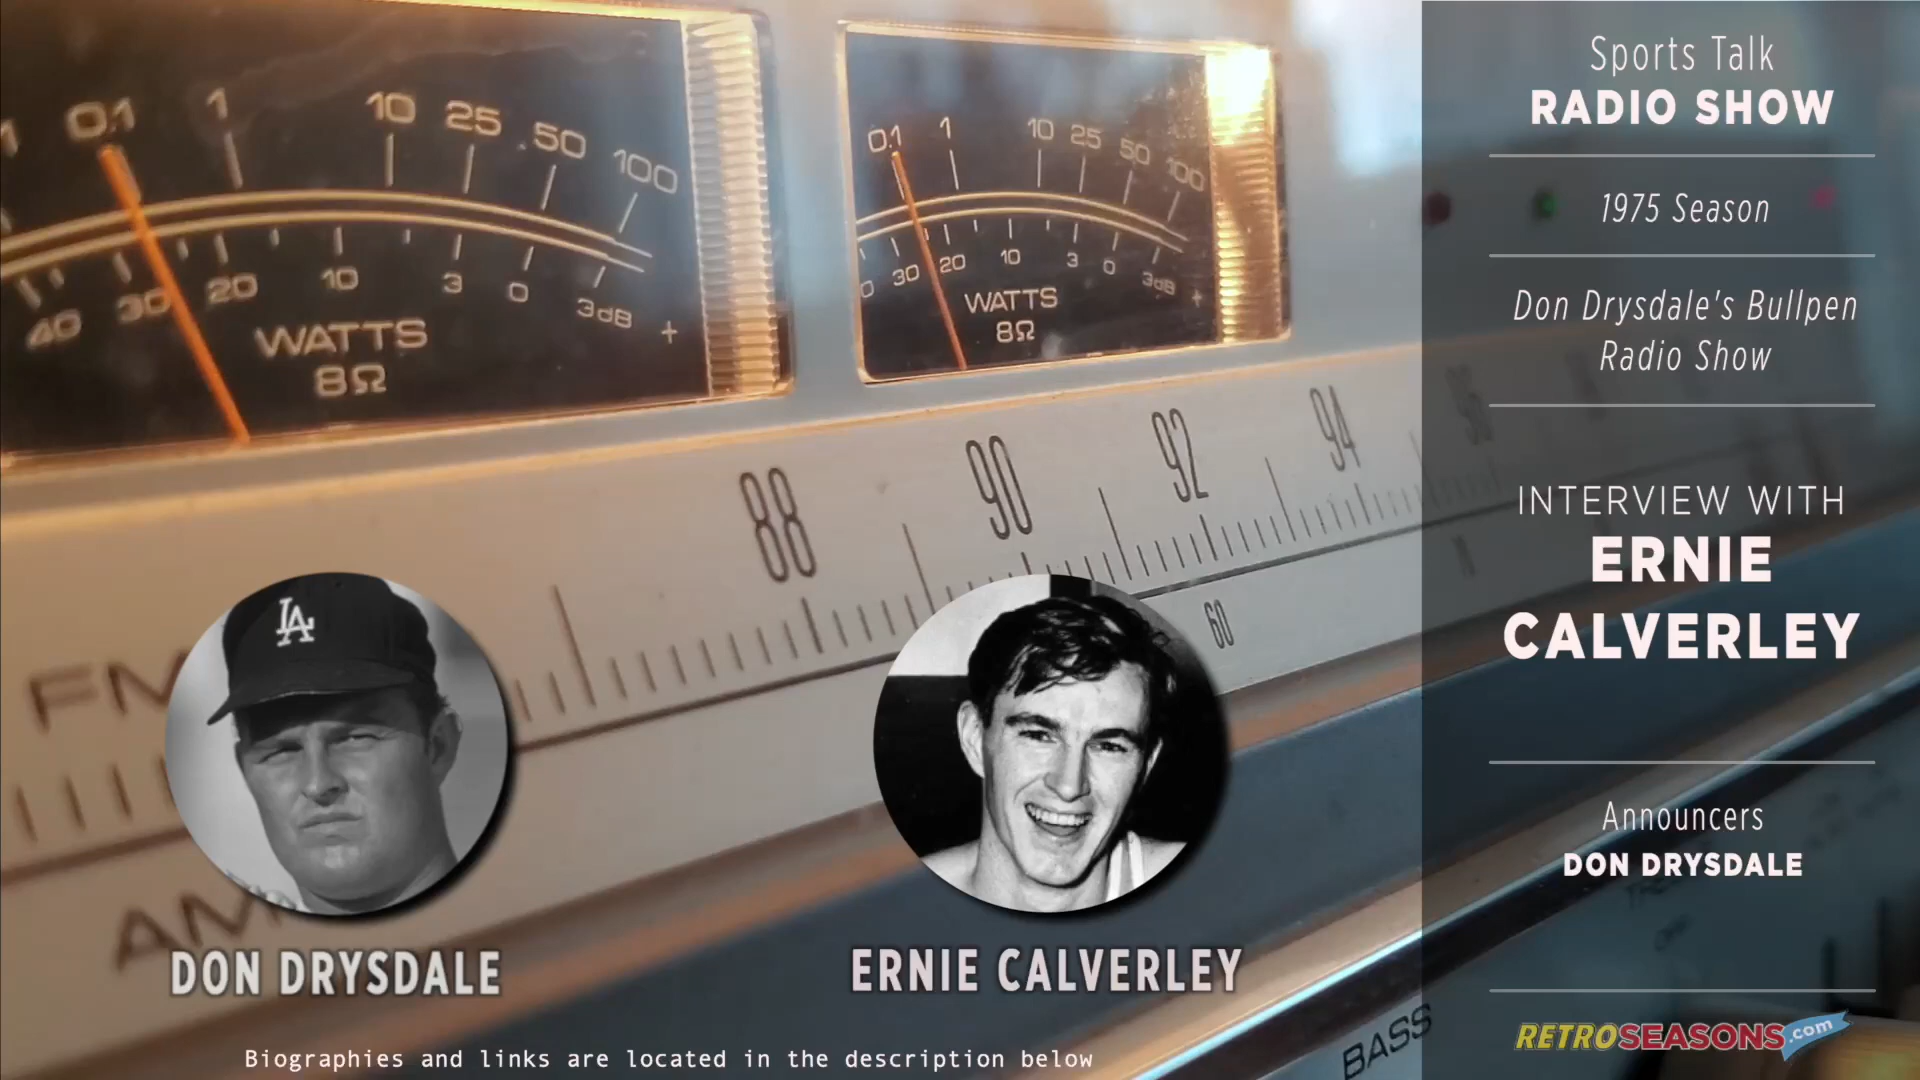 0.1 1 10 25 50 100
40 30 20 10 3 0 3dB +
WATTS
8Ω
0.1 1 10 25 50 100
30 20 10 3 0 3dB +
WATTS
8Ω
88 90 92 94
FM
60
AM
BASS
LA
DON DRYSDALE
ERNIE CALVERLEY
Biographies and links are located in the description below
Sports Talk
RADIO SHOW
1975 Season
Don Drysdale's Bullpen
Radio Show
INTERVIEW WITH
ERNIE
CALVERLEY
Announcers
DON DRYSDALE
RETROSEASONS.com